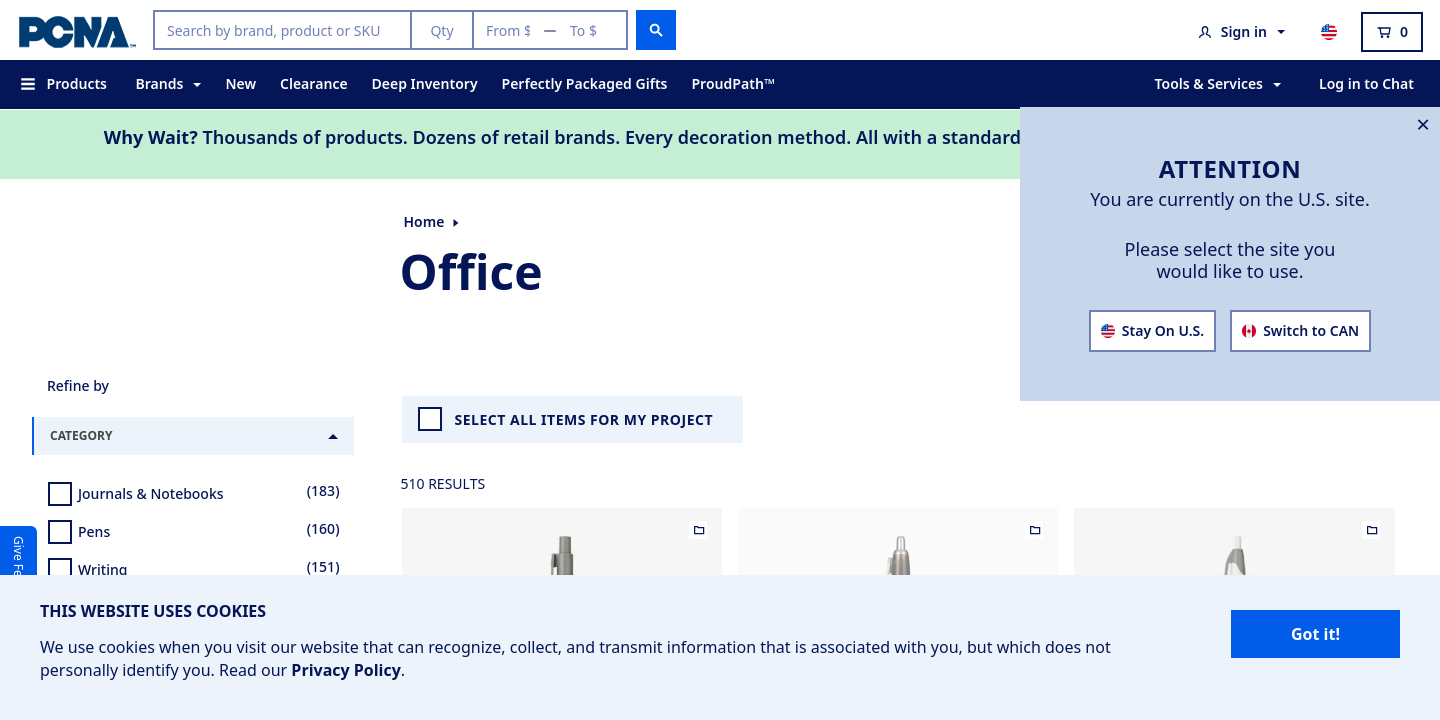 PCNA™
Search by brand, product or SKU
Qty
From $ — To $
Sign in
0
Products
Brands
New
Clearance
Deep Inventory
Perfectly Packaged Gifts
ProudPath™
Tools & Services
Log in to Chat
Why Wait? Thousands of products. Dozens of retail brands. Every decoration method. All with a standard
ATTENTION
You are currently on the U.S. site.
Please select the site you
would like to use.
Stay On U.S.
Switch to CAN
Home
Office
Refine by
CATEGORY
SELECT ALL ITEMS FOR MY PROJECT
510 RESULTS
Journals & Notebooks (183)
Pens (160)
Writing (151)
Give Fe
THIS WEBSITE USES COOKIES
We use cookies when you visit our website that can recognize, collect, and transmit information that is associated with you, but which does not
personally identify you. Read our Privacy Policy.
Got it!